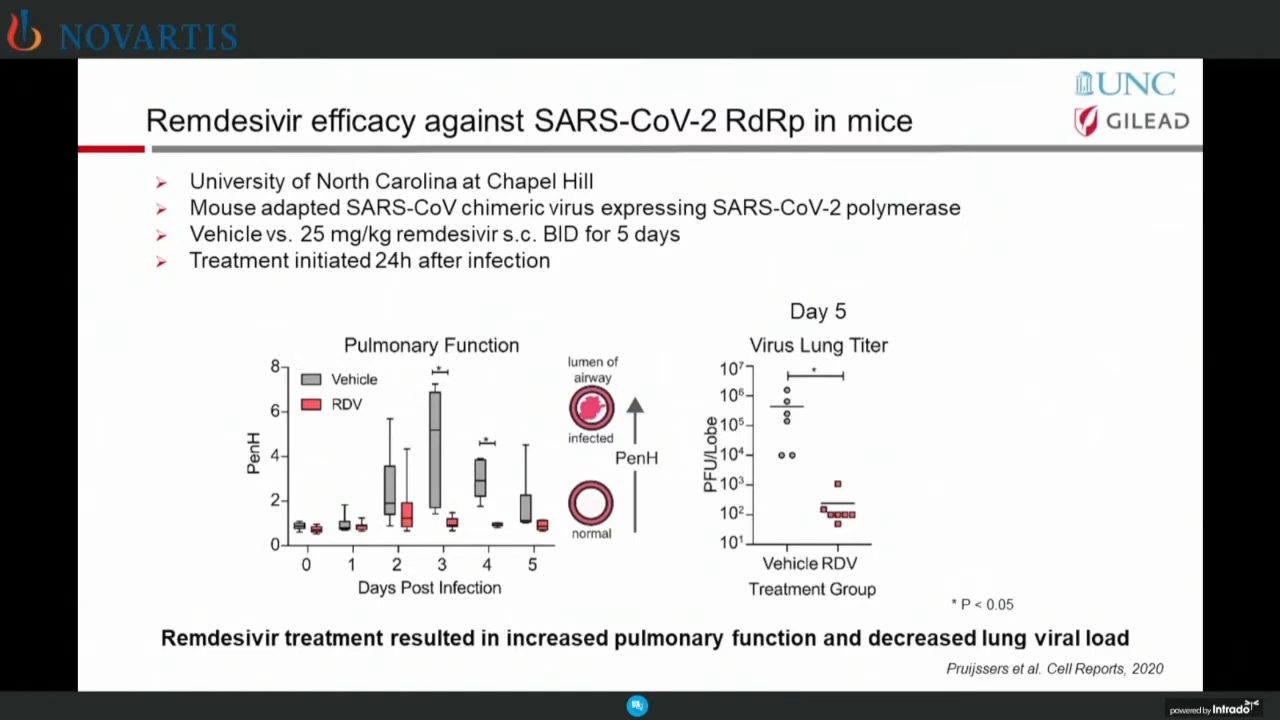 NOVARTIS
UNC
GILEAD
Remdesivir efficacy against SARS-CoV-2 RdRp in mice
University of North Carolina at Chapel Hill
Mouse adapted SARS-CoV chimeric virus expressing SARS-CoV-2 polymerase
Vehicle vs. 25 mg/kg remdesivir s.c. BID for 5 days
Treatment initiated 24h after infection
Pulmonary Function
Vehicle
RDV
PenH
8
6
4
2
0
*
*
0 1 2 3 4 5
Days Post Infection
lumen of
airway
infected
PenH
normal
Day 5
Virus Lung Titer
*
PFU/Lobe
10⁷
10⁶
10⁵
10⁴
10³
10²
10¹
Vehicle RDV
Treatment Group
* P < 0.05
Remdesivir treatment resulted in increased pulmonary function and decreased lung viral load
Pruijssers et al. Cell Reports, 2020
powered by Intrado